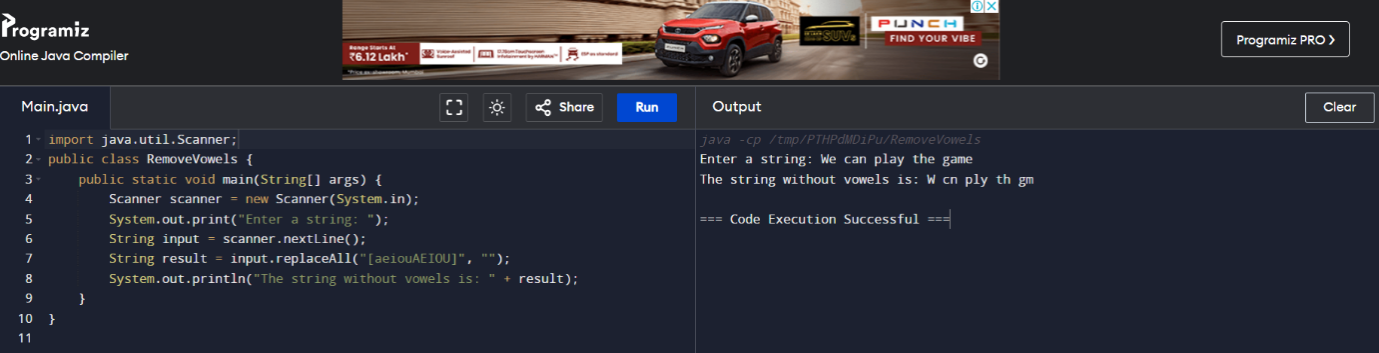 Programiz
Online Java Compiler
Range Starts At
₹6.12 Lakh*
PUNCH
FIND YOUR VIBE
Programiz PRO >
Main.java
Share
Run
Output
Clear
1 import java.util.Scanner;
2 public class RemoveVowels {
3 public static void main(String[] args) {
4 Scanner scanner = new Scanner(System.in);
5 System.out.print("Enter a string: ");
6 String input = scanner.nextLine();
7 String result = input.replaceAll("[aeiouAEIOU]", "");
8 System.out.println("The string without vowels is: " + result);
9 }
10 }
11
java -cp /tmp/PTHPdMDiPu/RemoveVowels
Enter a string: We can play the game
The string without vowels is: W cn ply th gm
=== Code Execution Successful ===